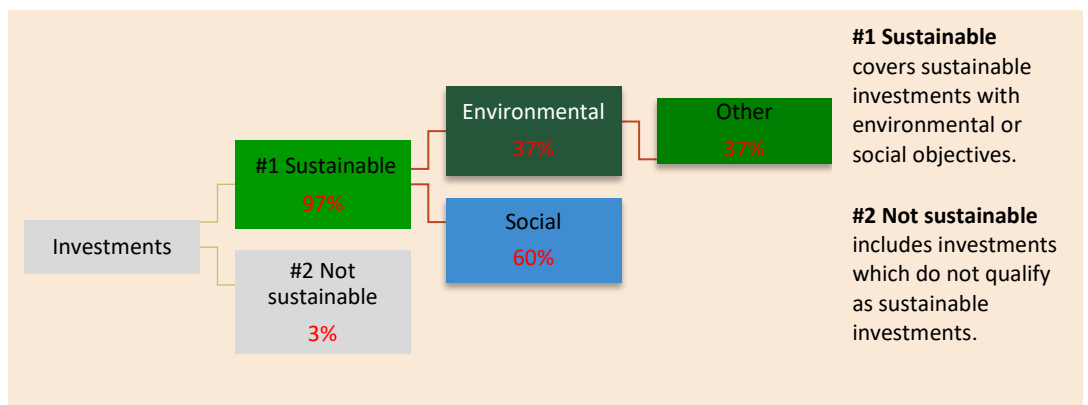 Investments
#1 Sustainable
97%
#2 Not
sustainable
3%
Environmental
37%
Social
60%
Other
37%
#1 Sustainable
covers sustainable
investments with
environmental or
social objectives.
#2 Not sustainable
includes investments
which do not qualify
as sustainable
investments.